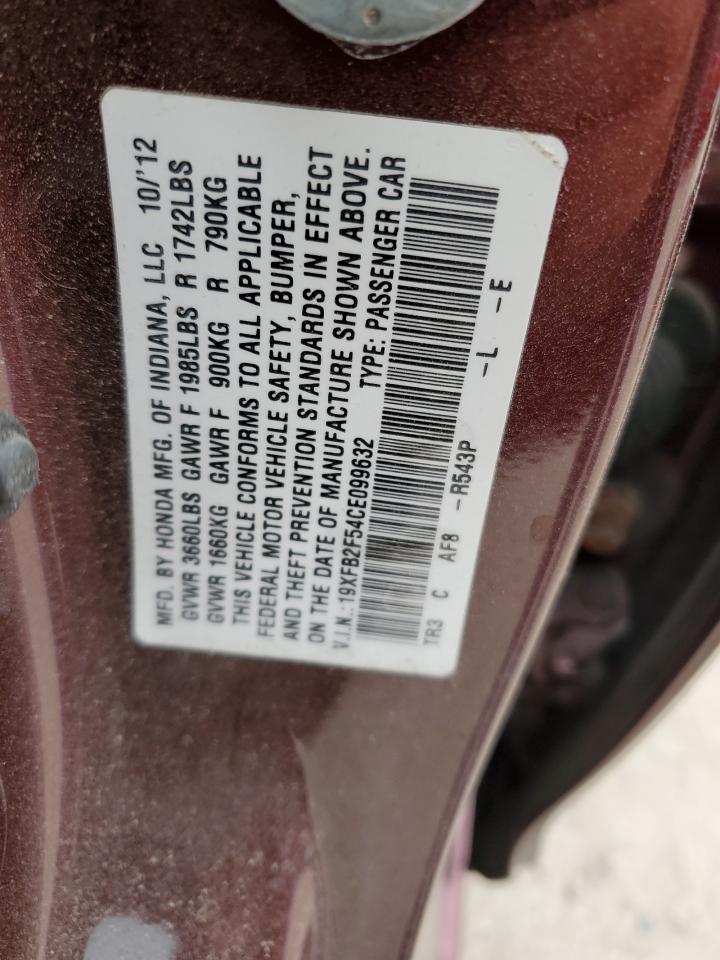 MFD. BY HONDA MFG. OF INDIANA, LLC 10/'12
GVWR 3660LBS GAWR F 1985LBS R 1742LBS
GVWR 1660KG GAWR F 900KG R 790KG
THIS VEHICLE CONFORMS TO ALL APPLICABLE
FEDERAL MOTOR VEHICLE SAFETY, BUMPER,
AND THEFT PREVENTION STANDARDS IN EFFECT
ON THE DATE OF MANUFACTURE SHOWN ABOVE.
V.I.N.: 19XFB2F54CE099632 TYPE: PASSENGER CAR
TR3 C AF8 -R543P -L -E